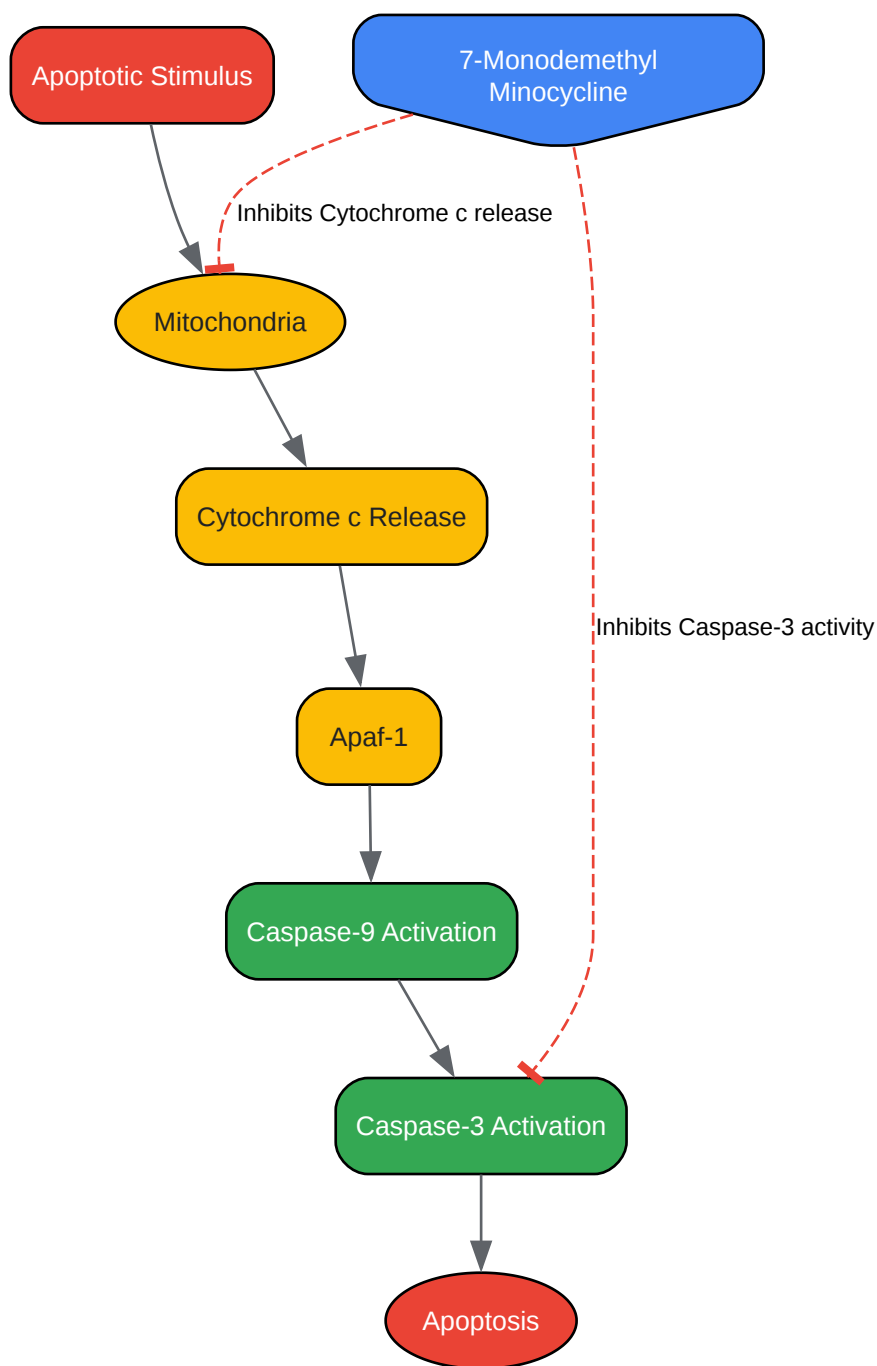 Apoptotic Stimulus
7-Monodemethyl
Minocycline
Inhibits Cytochrome c release
Mitochondria
Cytochrome c Release
Inhibits Caspase-3 activity
Apaf-1
Caspase-9 Activation
Caspase-3 Activation
Apoptosis